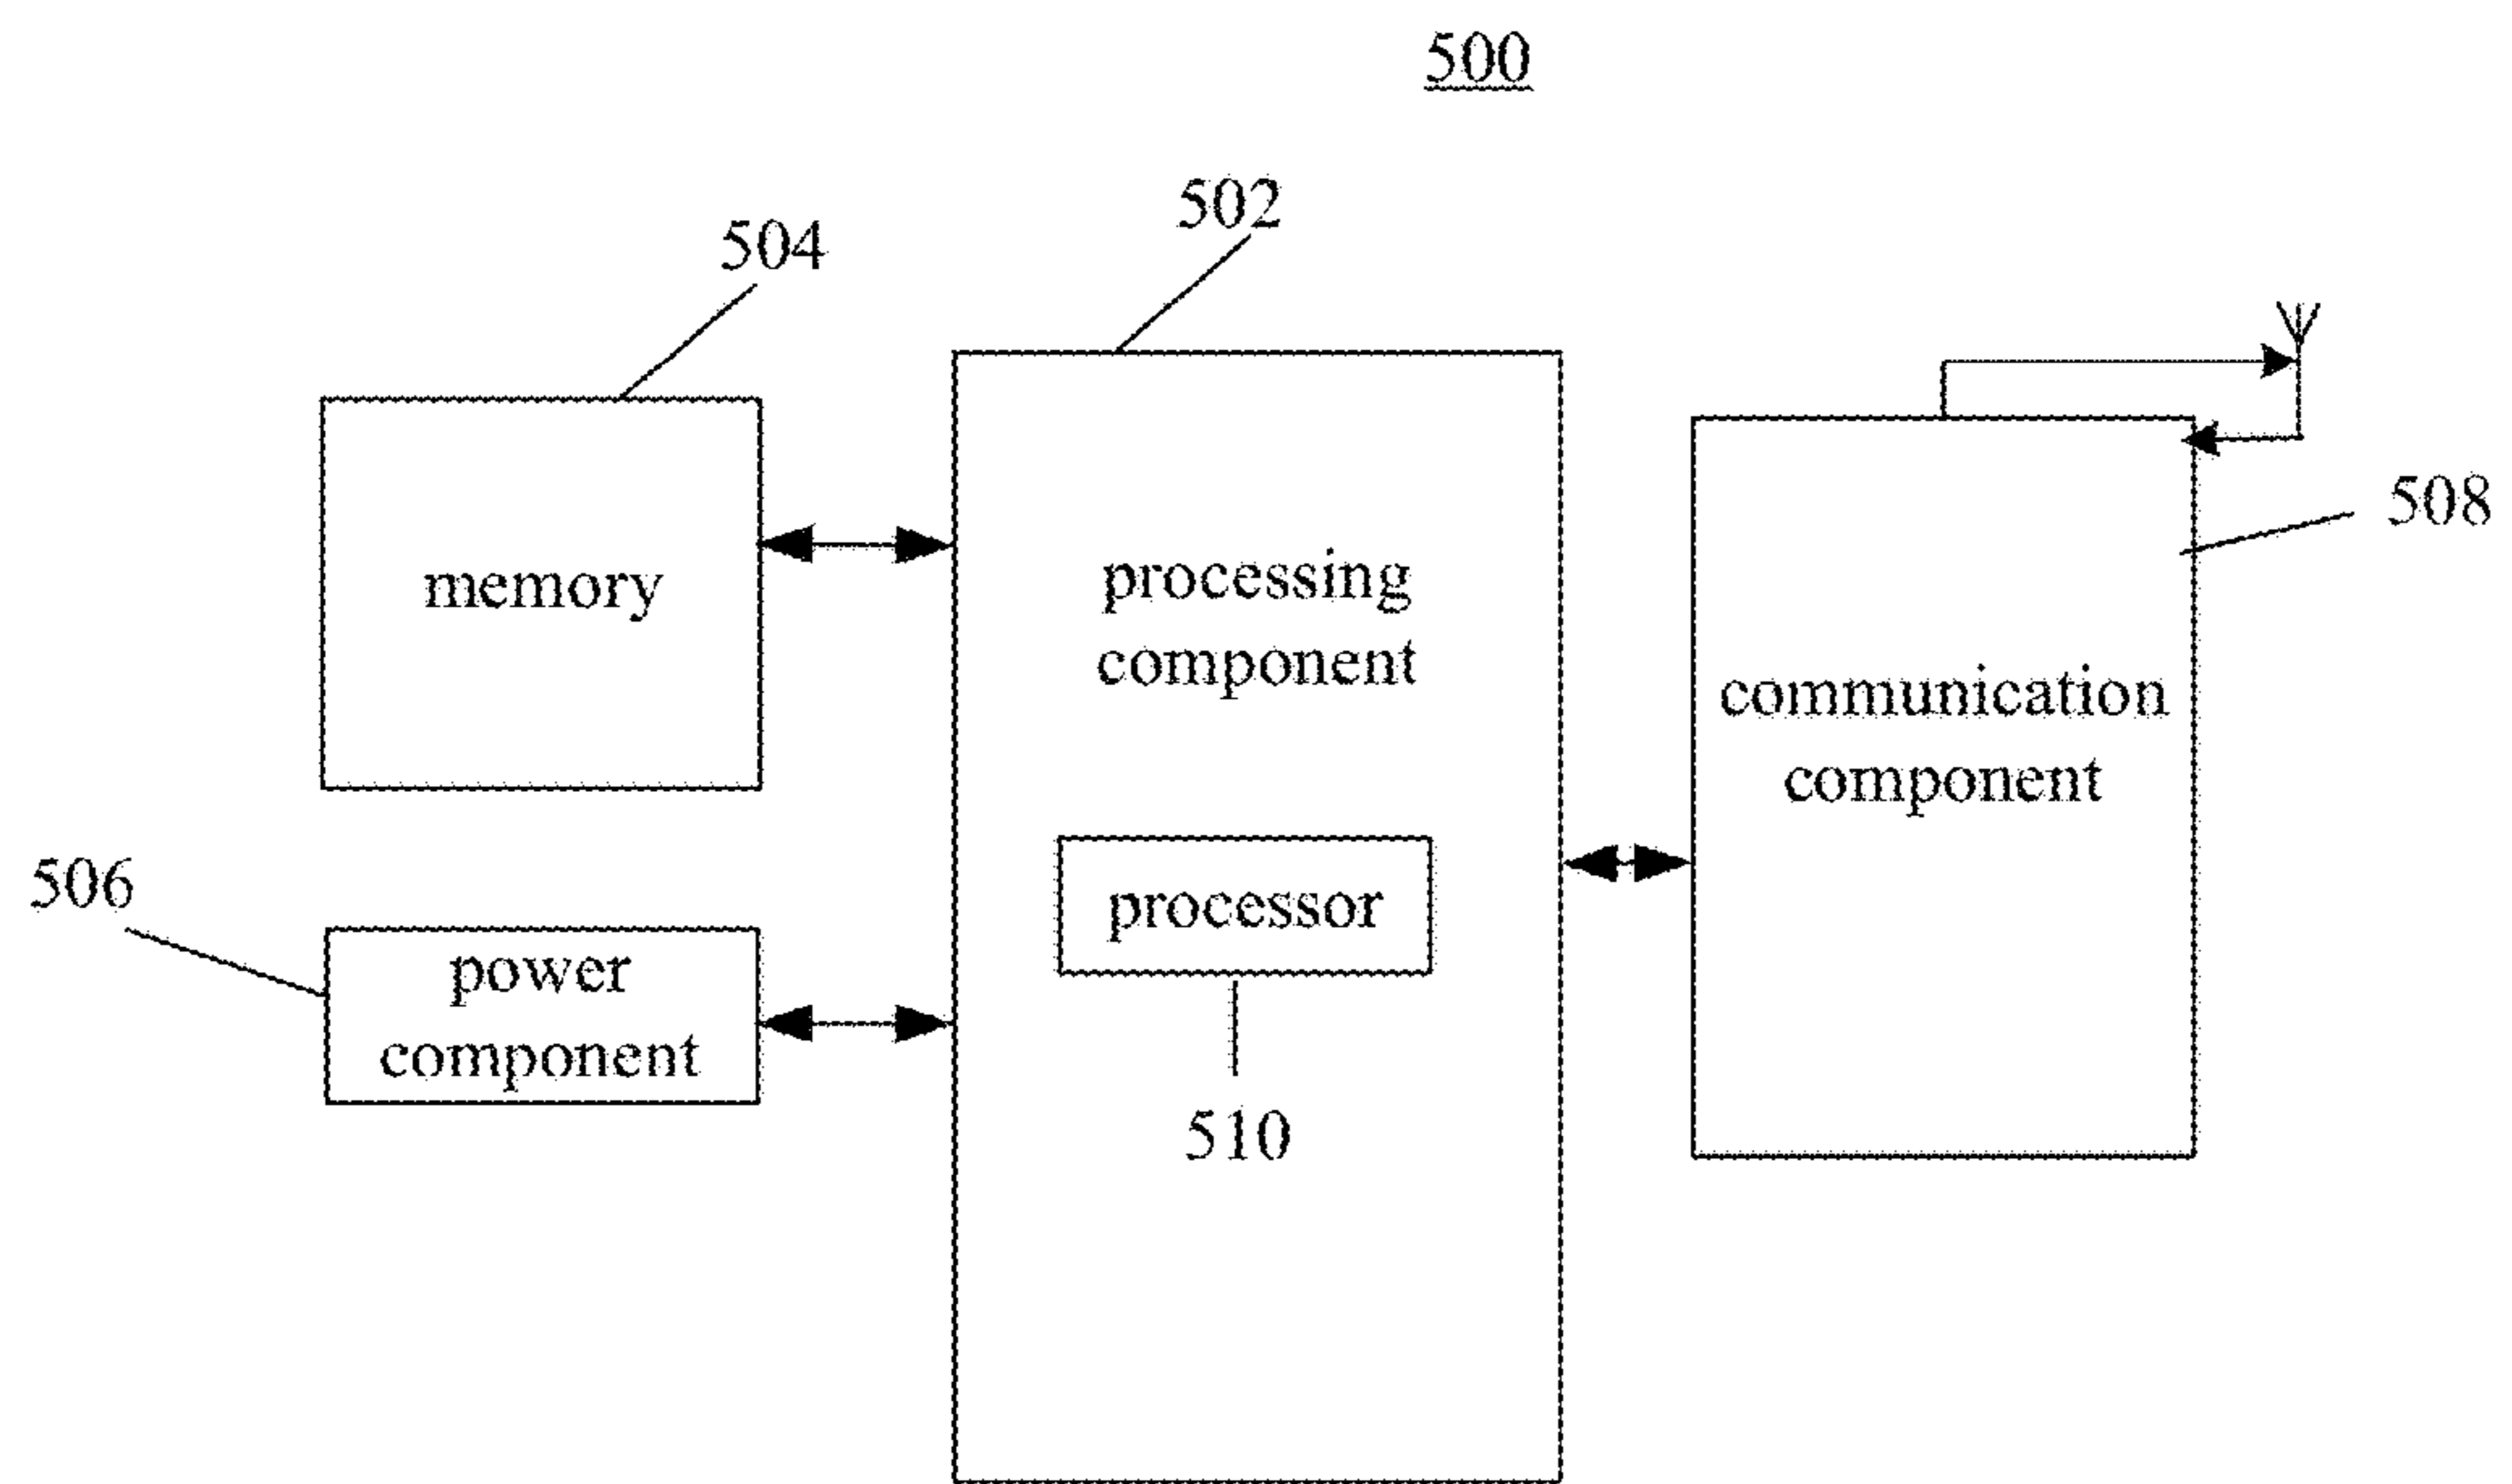 500
502
504
memory
processing
component
508
communication
component
506
power
component
processor
510